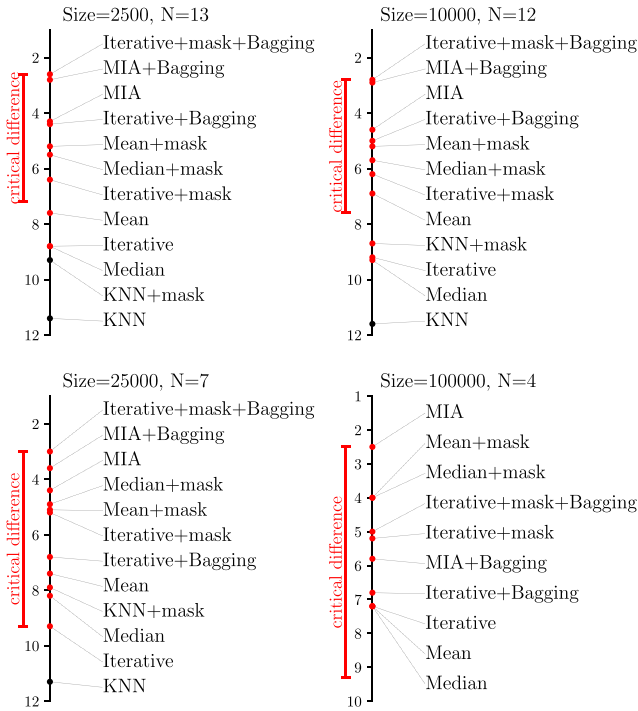 Size=2500, N=13
2
4
6
8
10
12
critical difference
Iterative+mask+Bagging
MIA+Bagging
MIA
Iterative+Bagging
Mean+mask
Median+mask
Iterative+mask
Mean
Iterative
Median
KNN+mask
KNN
Size=10000, N=12
2
4
6
8
10
12
critical difference
Iterative+mask+Bagging
MIA+Bagging
MIA
Iterative+Bagging
Mean+mask
Median+mask
Iterative+mask
Mean
KNN+mask
Iterative
Median
KNN
Size=25000, N=7
2
4
6
8
10
12
critical difference
Iterative+mask+Bagging
MIA+Bagging
MIA
Median+mask
Mean+mask
Iterative+mask
Iterative+Bagging
Mean
KNN+mask
Median
Iterative
KNN
Size=100000, N=4
1
2
3
4
5
6
7
8
9
10
critical difference
MIA
Mean+mask
Median+mask
Iterative+mask+Bagging
Iterative+mask
MIA+Bagging
Iterative+Bagging
Iterative
Mean
Median